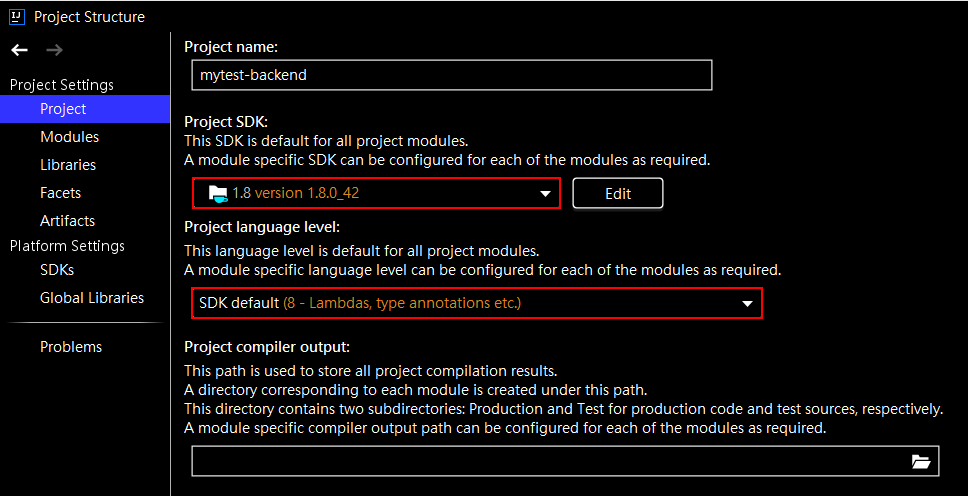 IJ
Project Structure
Project Settings
Project
Modules
Libraries
Facets
Artifacts
Platform Settings
SDKs
Global Libraries
Problems
Project name:
mytest-backend
Project SDK:
This SDK is default for all project modules.
A module specific SDK can be configured for each of the modules as required.
1.8 version 1.8.0_42
Edit
Project language level:
This language level is default for all project modules.
A module specific language level can be configured for each of the modules as required.
SDK default (8 - Lambdas, type annotations etc.)
Project compiler output:
This path is used to store all project compilation results.
A directory corresponding to each module is created under this path.
This directory contains two subdirectories: Production and Test for production code and test sources, respectively.
A module specific compiler output path can be configured for each of the modules as required.